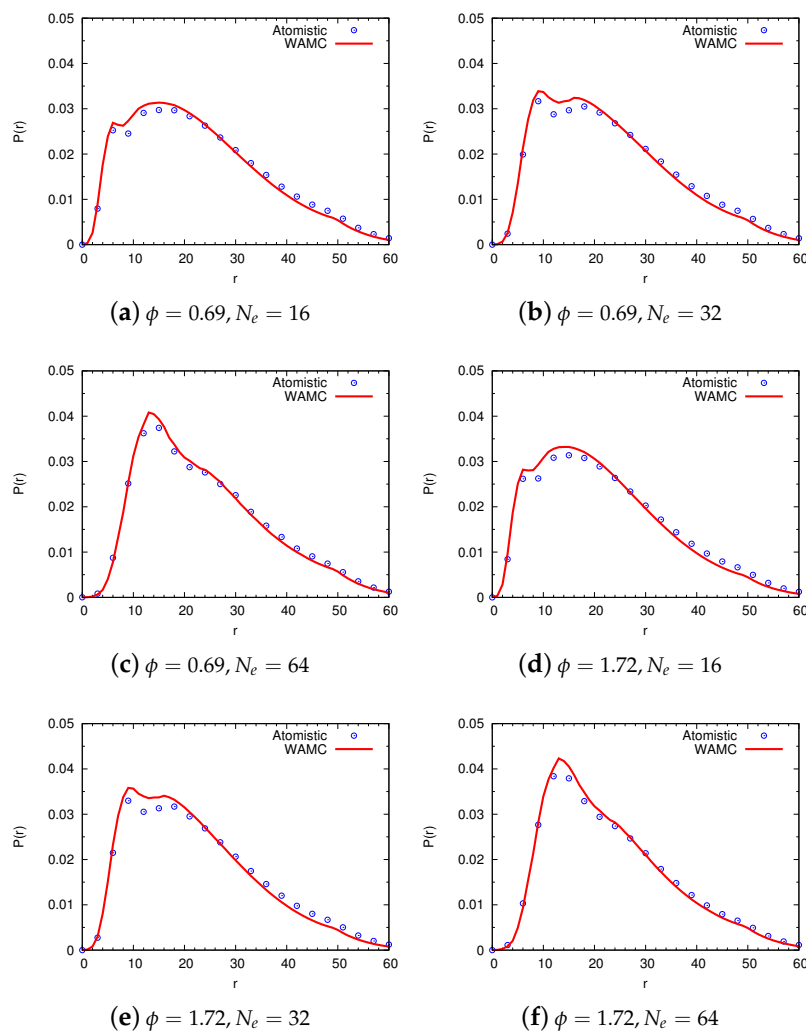 0.05
0.04
0.03
0.02
0.01
0
P(r)
0 10 20 30 40 50 60
r
Atomistic
WAMC
(a) ϕ = 0.69, Nₑ = 16
0.05
0.04
0.03
0.02
0.01
0
P(r)
0 10 20 30 40 50 60
r
Atomistic
WAMC
(b) ϕ = 0.69, Nₑ = 32
0.05
0.04
0.03
0.02
0.01
0
P(r)
0 10 20 30 40 50 60
r
Atomistic
WAMC
(c) ϕ = 0.69, Nₑ = 64
0.05
0.04
0.03
0.02
0.01
0
P(r)
0 10 20 30 40 50 60
r
Atomistic
WAMC
(d) ϕ = 1.72, Nₑ = 16
0.05
0.04
0.03
0.02
0.01
0
P(r)
0 10 20 30 40 50 60
r
Atomistic
WAMC
(e) ϕ = 1.72, Nₑ = 32
0.05
0.04
0.03
0.02
0.01
0
P(r)
0 10 20 30 40 50 60
r
Atomistic
WAMC
(f) ϕ = 1.72, Nₑ = 64